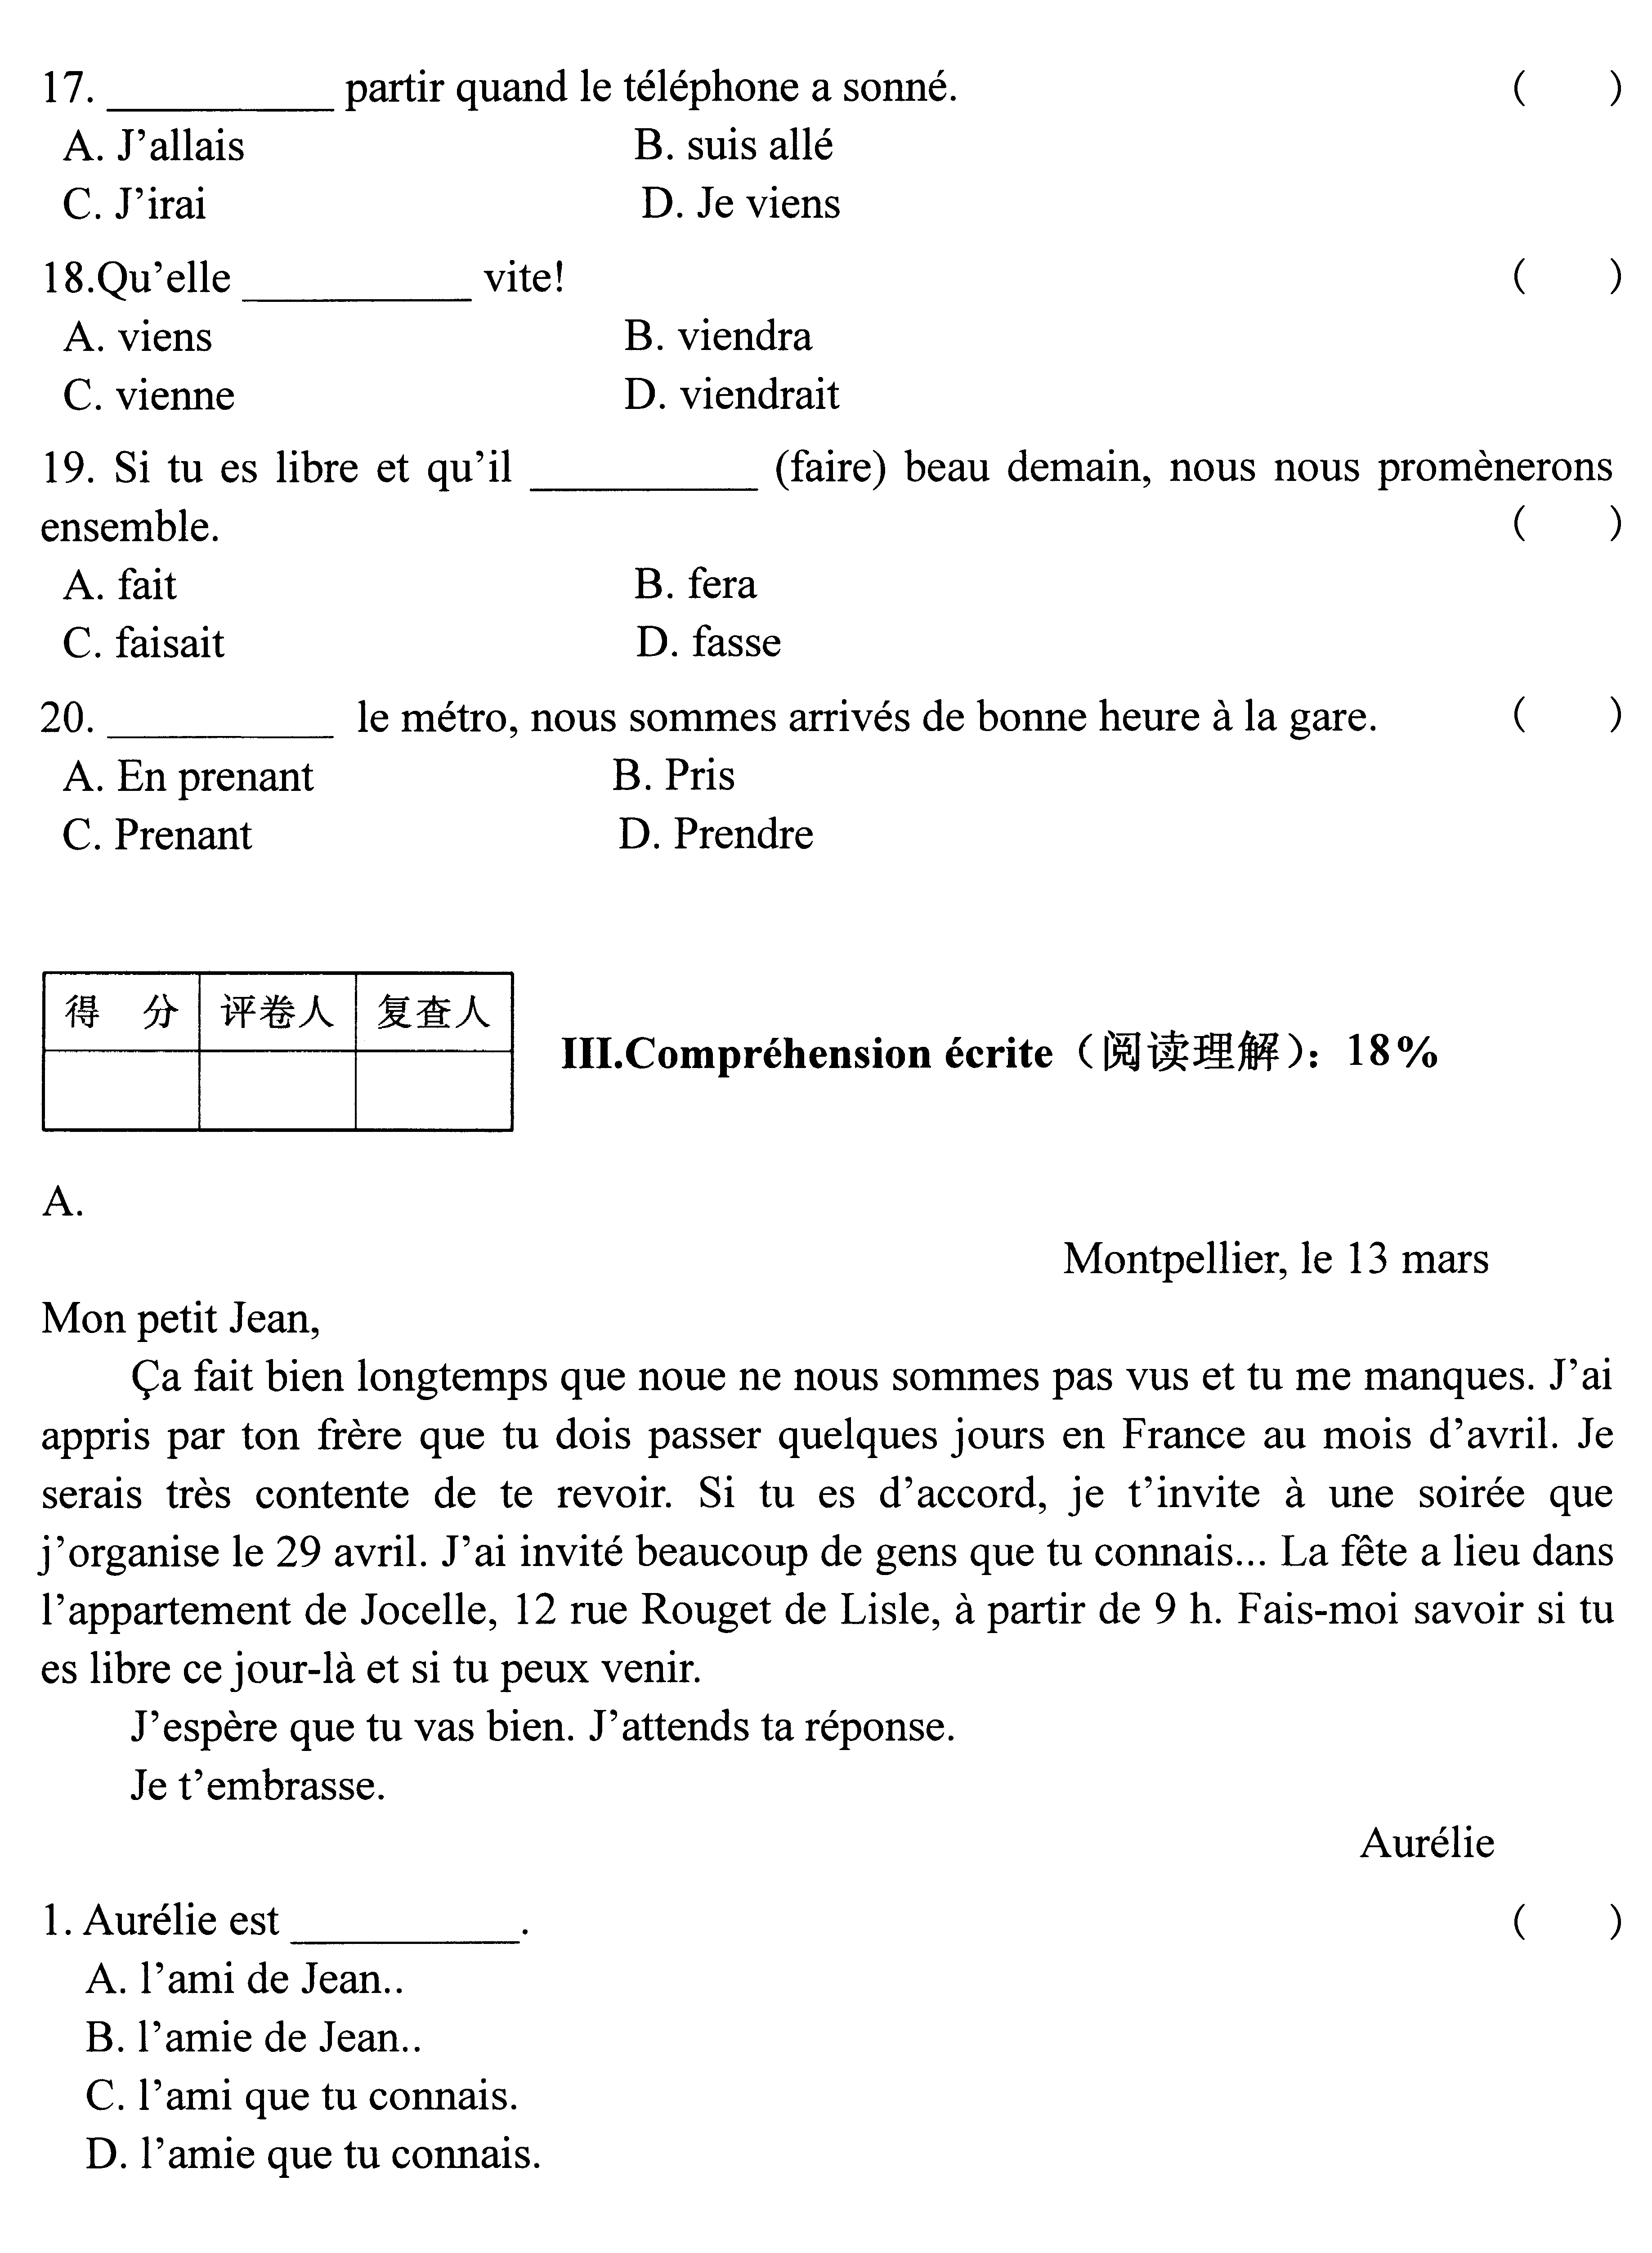 17. __________ partir quand le téléphone a sonné. ( )
A. J’allais B. suis allé
C. J’irai D. Je viens
18.Qu’elle __________ vite! ( )
A. viens B. viendra
C. vienne D. viendrait
19. Si tu es libre et qu’il __________ (faire) beau demain, nous nous promènerons
ensemble. ( )
A. fait B. fera
C. faisait D. fasse
20. __________ le métro, nous sommes arrivés de bonne heure à la gare. ( )
A. En prenant B. Pris
C. Prenant D. Prendre
得 分 评卷人 复查人
III.Compréhension écrite（阅读理解）：18%
A.
Montpellier, le 13 mars
Mon petit Jean,
Ça fait bien longtemps que noue ne nous sommes pas vus et tu me manques. J’ai
appris par ton frère que tu dois passer quelques jours en France au mois d’avril. Je
serais très contente de te revoir. Si tu es d’accord, je t’invite à une soirée que
j’organise le 29 avril. J’ai invité beaucoup de gens que tu connais... La fête a lieu dans
l’appartement de Jocelle, 12 rue Rouget de Lisle, à partir de 9 h. Fais-moi savoir si tu
es libre ce jour-là et si tu peux venir.
J’espère que tu vas bien. J’attends ta réponse.
Je t’embrasse.
Aurélie
1. Aurélie est __________. ( )
A. l’ami de Jean..
B. l’amie de Jean..
C. l’ami que tu connais.
D. l’amie que tu connais.